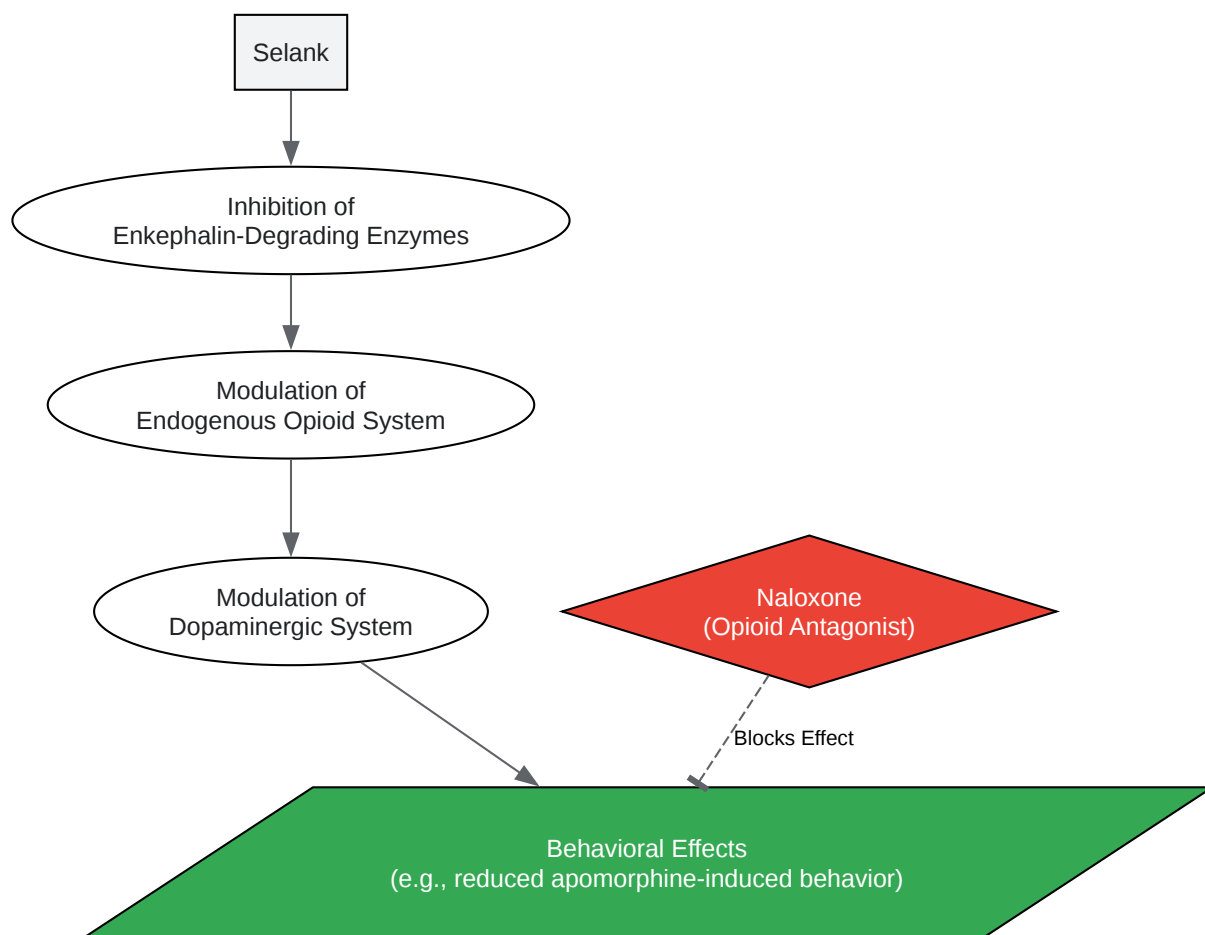 Selank
Inhibition of
Enkephalin-Degrading Enzymes
Modulation of
Endogenous Opioid System
Modulation of
Dopaminergic System
Naloxone
(Opioid Antagonist)
Blocks Effect
Behavioral Effects
(e.g., reduced apomorphine-induced behavior)